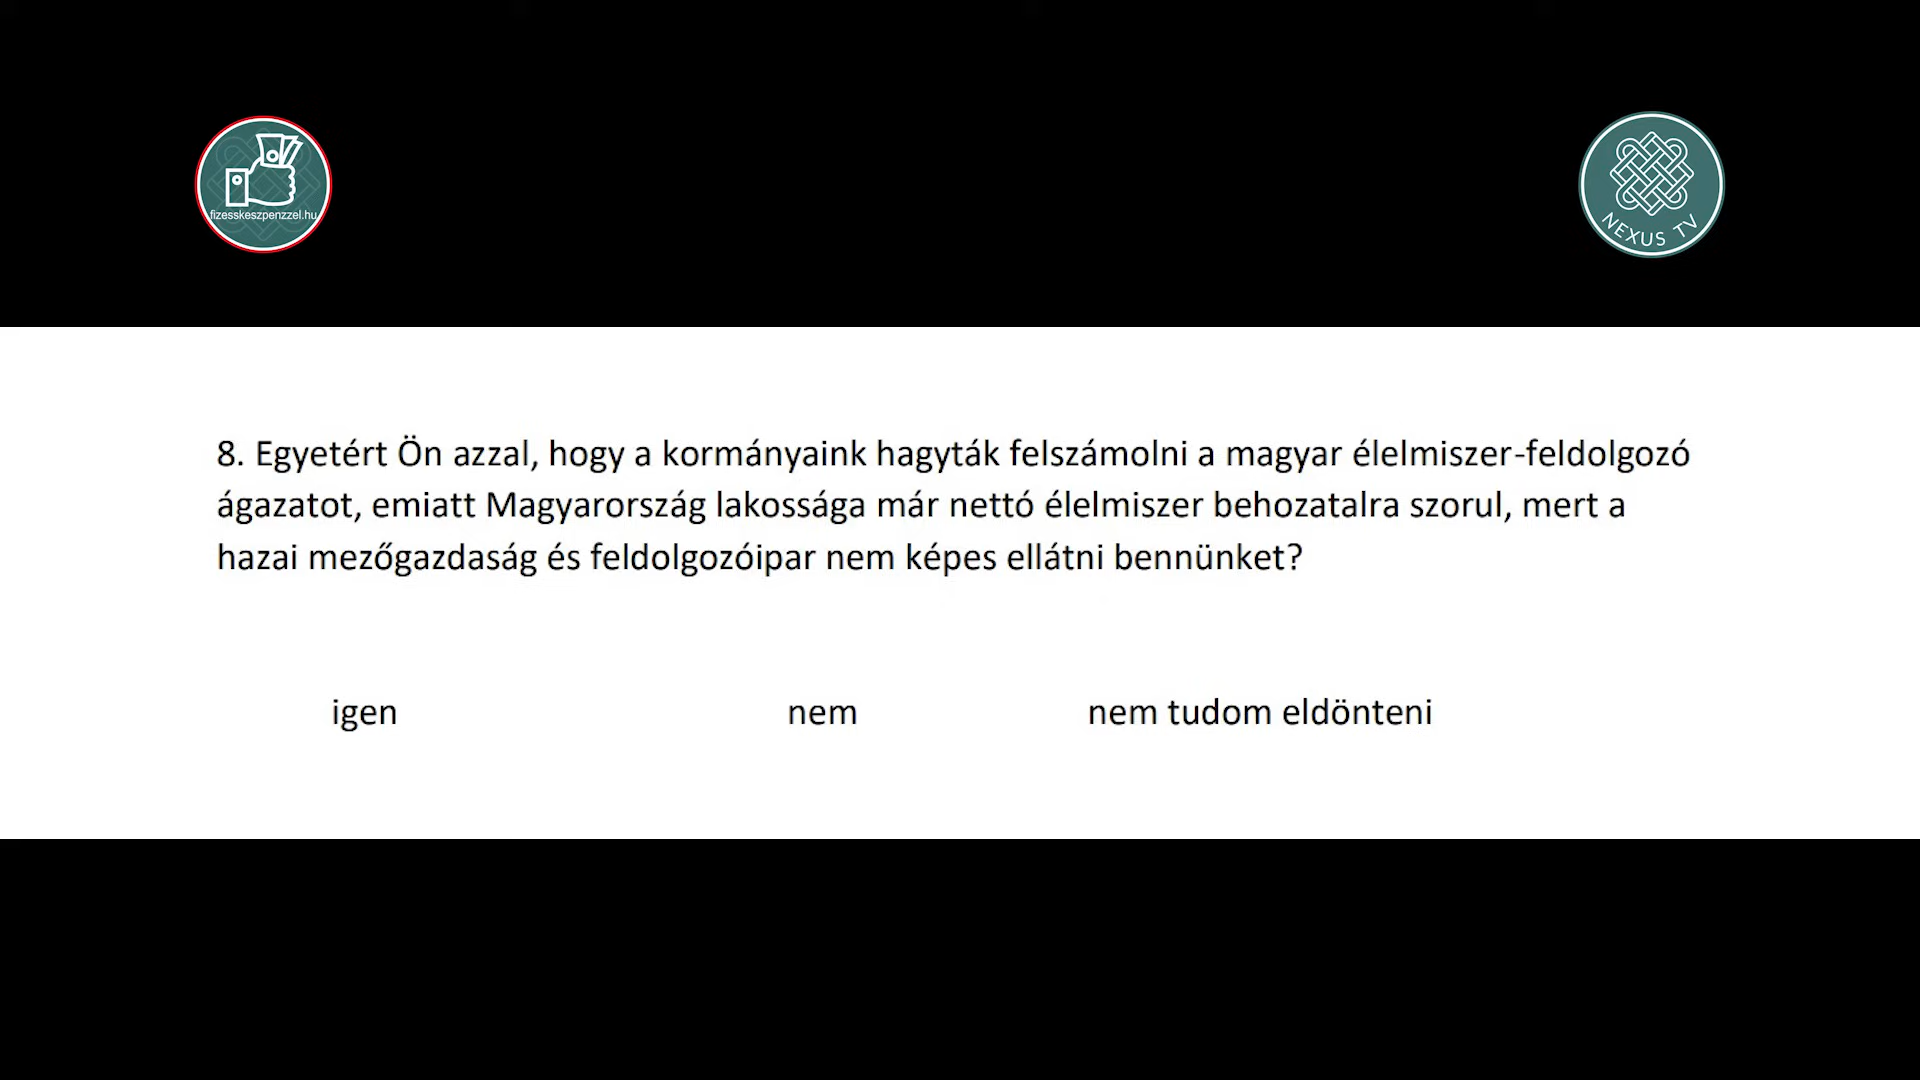 fizesskeszpenzzel.hu
NEXUS TV
8. Egyetért Ön azzal, hogy a kormányaink hagyták felszámolni a magyar élelmiszer-feldolgozó
ágazatot, emiatt Magyarország lakossága már nettó élelmiszer behozatalra szorul, mert a
hazai mezőgazdaság és feldolgozóipar nem képes ellátni bennünket?
igen nem nem tudom eldönteni